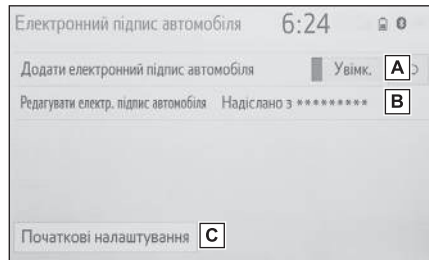 Електронний підпис автомобіля 6:24
Додати електронний підпис автомобіля Увімк. A
Редагувати електр. підпис автомобіля Надіслано з ********* B
Початкові налаштування C